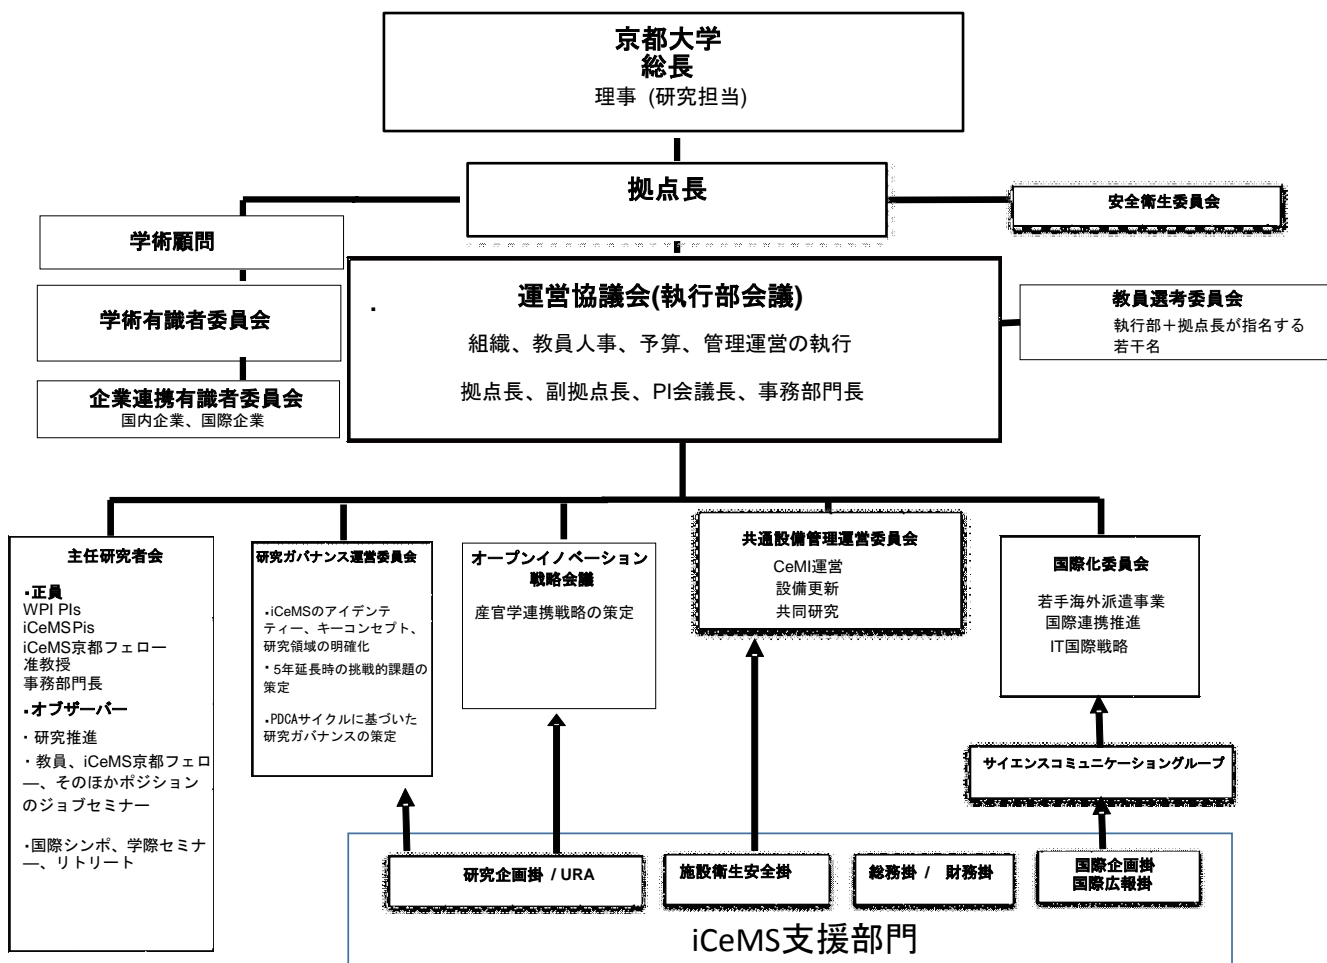 京都大学
総長
理事 (研究担当)
拠点長
安全衛生委員会
学術顧問
学術有識者委員会
企業連携有識者委員会
国内企業、国際企業
運営協議会(執行部会議)
組織、教員人事、予算、管理運営の執行
拠点長、副拠点長、PI会議長、事務部門長
教員選考委員会
執行部＋拠点長が指名する
若干名
主任研究者会
・正員
WPI PIs
iCeMSPis
iCeMS京都フェロー
准教授
事務部門長
・オブザーバー
・研究推進
・教員、iCeMS京都フェロ
ー、そのほかポジション
のジョブセミナー
・国際シンポ、学際セミナ
ー、リトリート
研究ガバナンス運営委員会
・iCeMSのアイデンテ
ティー、キーコンセプト、
研究領域の明確化
・5年延長時の挑戦的課題の
策定
・PDCAサイクルに基づいた
研究ガバナンスの策定
オープンイノベーション
戦略会議
産官学連携戦略の策定
共通設備管理運営委員会
CeMI運営
設備更新
共同研究
国際化委員会
若手海外派遣事業
国際連携推進
IT国際戦略
サイエンスコミュニケーショングループ
研究企画掛 / URA
施設衛生安全掛
総務掛 / 財務掛
国際企画掛
国際広報掛
iCeMS支援部門